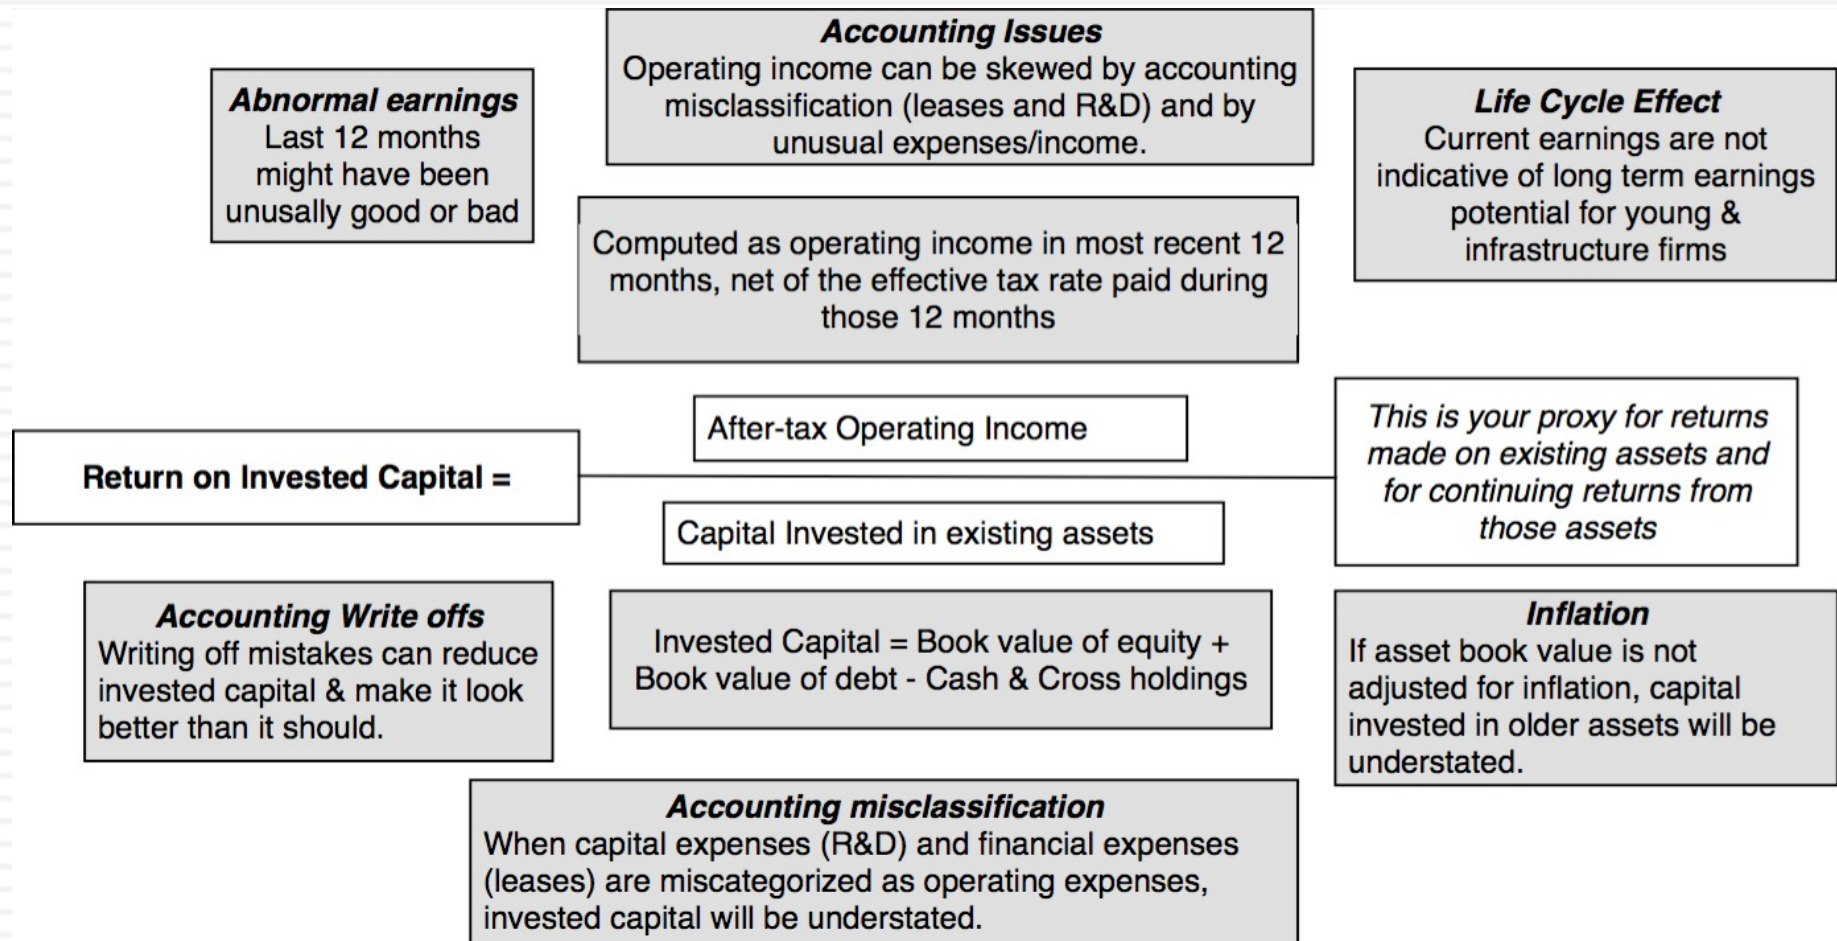 Accounting Issues
Operating income can be skewed by accounting
misclassification (leases and R&D) and by
unusual expenses/income.
Abnormal earnings
Last 12 months
might have been
unusally good or bad
Life Cycle Effect
Current earnings are not
indicative of long term earnings
potential for young &
infrastructure firms
Computed as operating income in most recent 12
months, net of the effective tax rate paid during
those 12 months
After-tax Operating Income
Return on Invested Capital =
Capital Invested in existing assets
This is your proxy for returns
made on existing assets and
for continuing returns from
those assets
Accounting Write offs
Writing off mistakes can reduce
invested capital & make it look
better than it should.
Invested Capital = Book value of equity +
Book value of debt - Cash & Cross holdings
Inflation
If asset book value is not
adjusted for inflation, capital
invested in older assets will be
understated.
Accounting misclassification
When capital expenses (R&D) and financial expenses
(leases) are miscategorized as operating expenses,
invested capital will be understated.